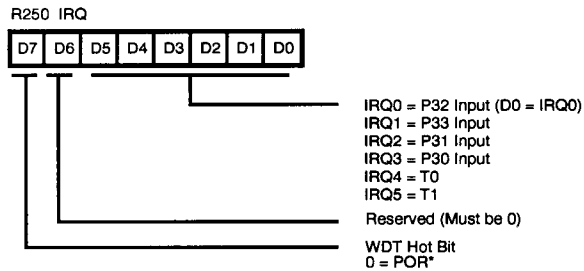 R250 IRQ
D7 D6 D5 D4 D3 D2 D1 D0
IRQ0 = P32 Input (D0 = IRQ0)
IRQ1 = P33 Input
IRQ2 = P31 Input
IRQ3 = P30 Input
IRQ4 = T0
IRQ5 = T1
Reserved (Must be 0)
WDT Hot Bit
0 = POR*